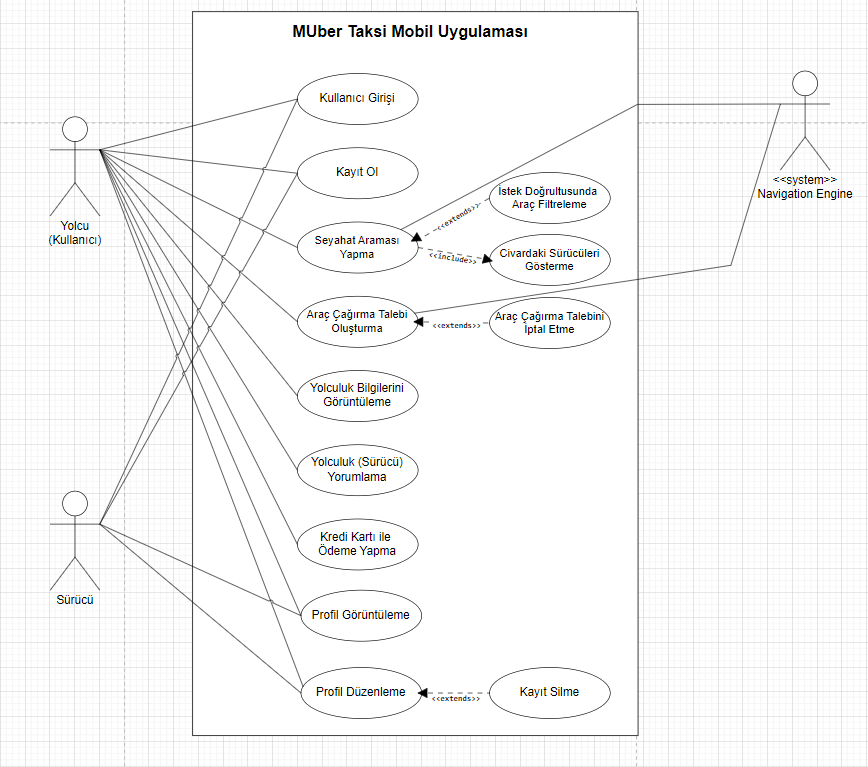 MUber Taksi Mobil Uygulaması
Kullanıcı Girişi
Kayıt Ol
İstek Doğrultusunda
Araç Filtreleme
<<extends>>
Seyahat Araması
Yapma
<<include>>
Civardaki Sürücüleri
Gösterme
Araç Çağırma Talebi
Oluşturma
<<extends>>
Araç Çağırma Talebini
İptal Etme
Yolculuk Bilgilerini
Görüntüleme
Yolculuk (Sürücü)
Yorumlama
Kredi Kartı ile
Ödeme Yapma
Profil Görüntüleme
Profil Düzenleme
<<extends>>
Kayıt Silme
Yolcu
(Kullanıcı)
Sürücü
<<system>>
Navigation Engine